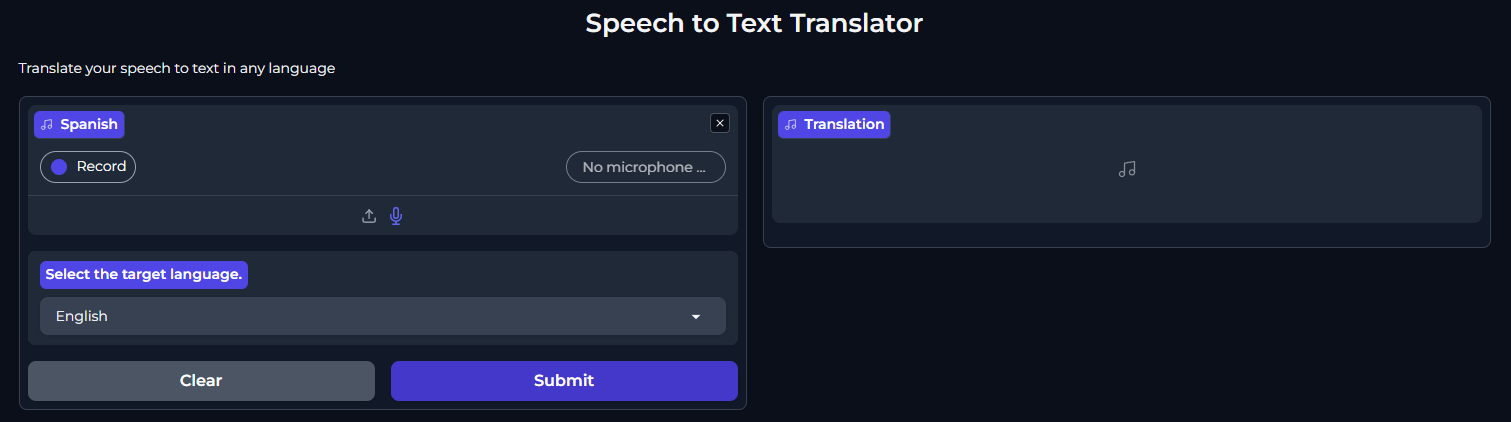 Speech to Text Translator
Translate your speech to text in any language
Spanish
Record
No microphone ...
Select the target language.
English
Clear
Submit
Translation